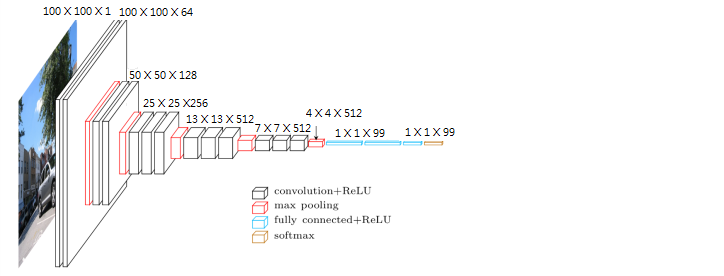 100 X 100 X 1
100 X 100 X 64
50 X 50 X 128
25 X 25 X256
13 X 13 X 512
7 X 7 X 512
4 X 4 X 512
1 X 1 X 99
1 X 1 X 99
convolution+ReLU
max pooling
fully connected+ReLU
softmax